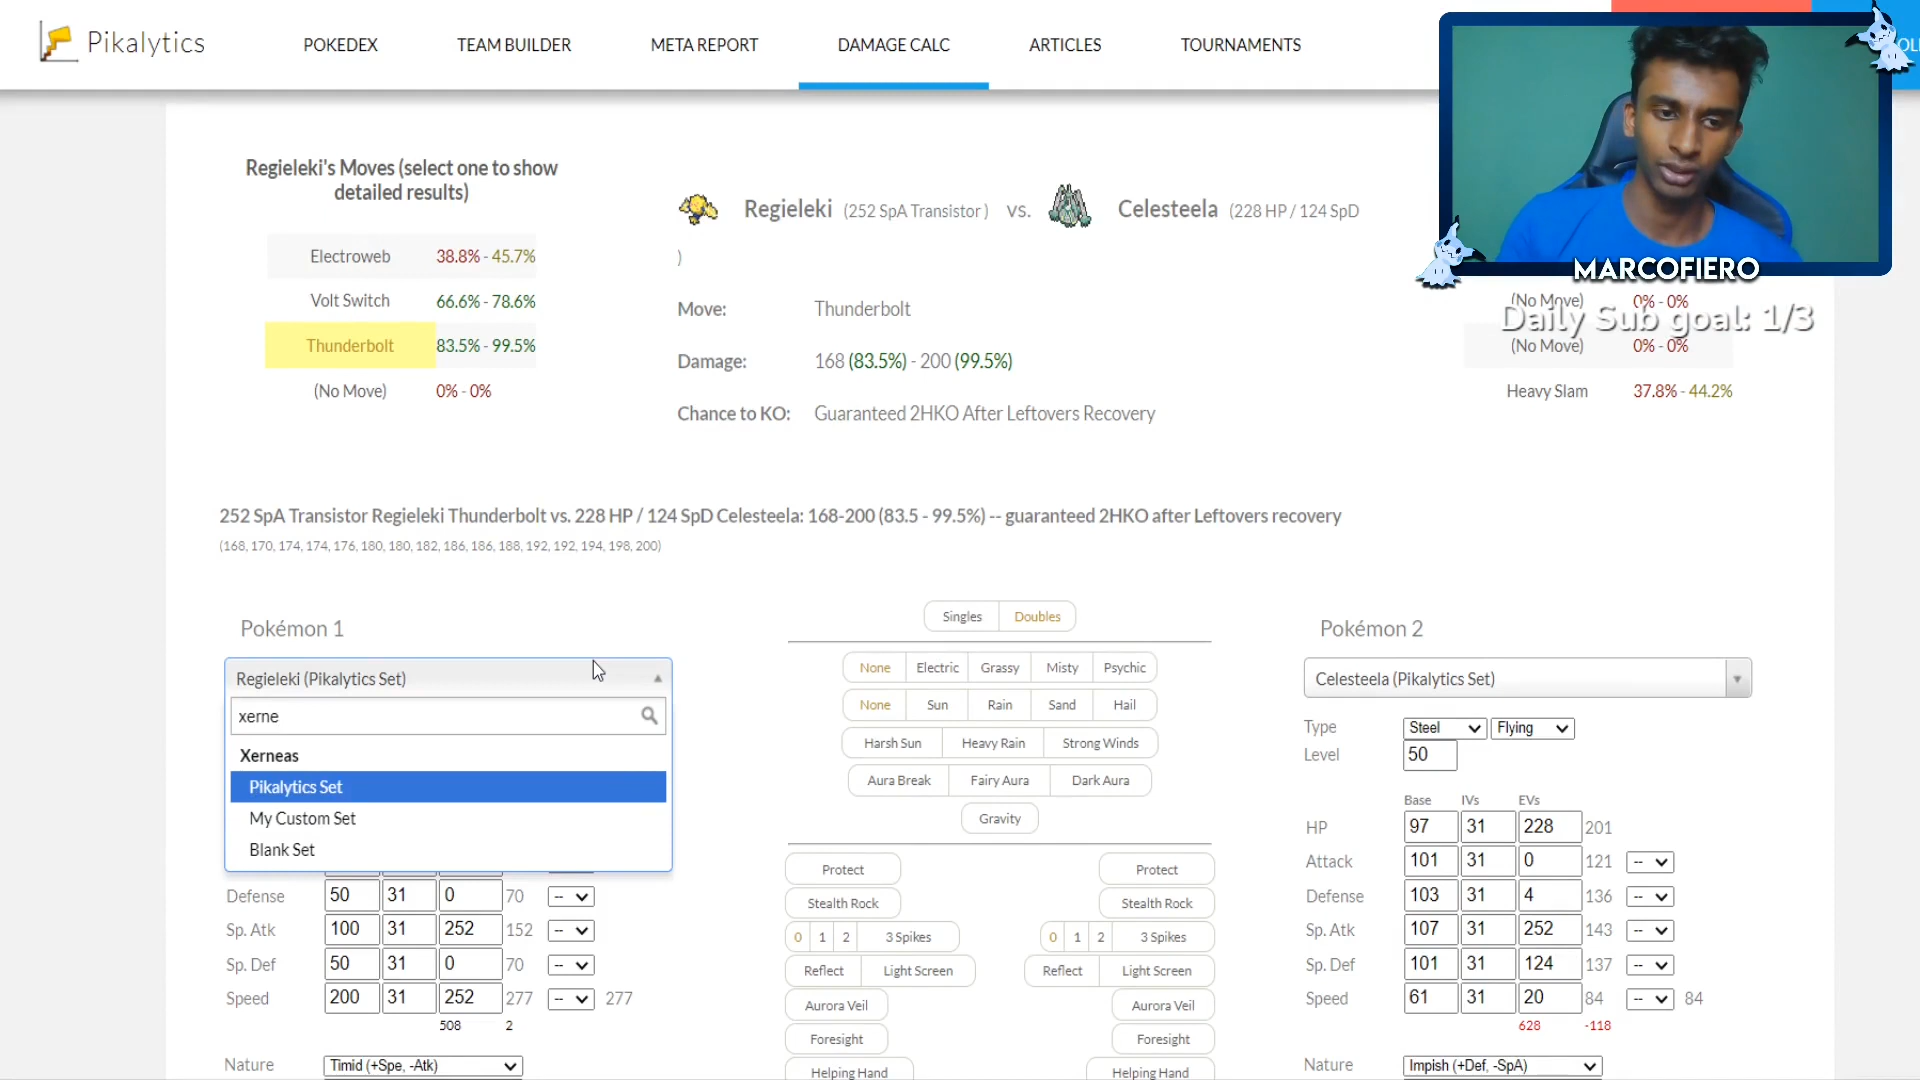 Pikalytics
POKEDEX TEAM BUILDER META REPORT DAMAGE CALC ARTICLES TOURNAMENTS
Regieleki's Moves (select one to show
detailed results)
Electroweb 38.8% - 45.7%
Volt Switch 66.6% - 78.6%
Thunderbolt 83.5% - 99.5%
(No Move) 0% - 0%
Regieleki (252 SpA Transistor ) vs. Celesteela (228 HP / 124 SpD
)
Move: Thunderbolt
Damage: 168 (83.5%) - 200 (99.5%)
Chance to KO: Guaranteed 2HKO After Leftovers Recovery
MARCOFIERO
(No Move) 0% - 0%
Daily Sub goal: 1/3
(No Move) 0% - 0%
Heavy Slam 37.8% - 44.2%
252 SpA Transistor Regieleki Thunderbolt vs. 228 HP / 124 SpD Celesteela: 168-200 (83.5 - 99.5%) -- guaranteed 2HKO after Leftovers recovery
(168, 170, 174, 174, 176, 180, 180, 182, 186, 186, 188, 192, 192, 194, 198, 200)
Pokémon 1
Regieleki (Pikalytics Set)
xerne
Xerneas
Pikalytics Set
My Custom Set
Blank Set
Defense 50 31 0 70 --
Sp. Atk 100 31 252 152 --
Sp. Def 50 31 0 70 --
Speed 200 31 252 277 -- 277
508 2
Nature Timid (+Spe, -Atk)
Singles Doubles
None Electric Grassy Misty Psychic
None Sun Rain Sand Hail
Harsh Sun Heavy Rain Strong Winds
Aura Break Fairy Aura Dark Aura
Gravity
Protect Protect
Stealth Rock Stealth Rock
0 1 2 3 Spikes 0 1 2 3 Spikes
Reflect Light Screen Reflect Light Screen
Aurora Veil Aurora Veil
Foresight Foresight
Helping Hand Helping Hand
Pokémon 2
Celesteela (Pikalytics Set)
Type Steel Flying
Level 50
Base IVs EVs
HP 97 31 228 201
Attack 101 31 0 121 --
Defense 103 31 4 136 --
Sp. Atk 107 31 252 143 --
Sp. Def 101 31 124 137 --
Speed 61 31 20 84 -- 84
628 -118
Nature Impish (+Def, -SpA)